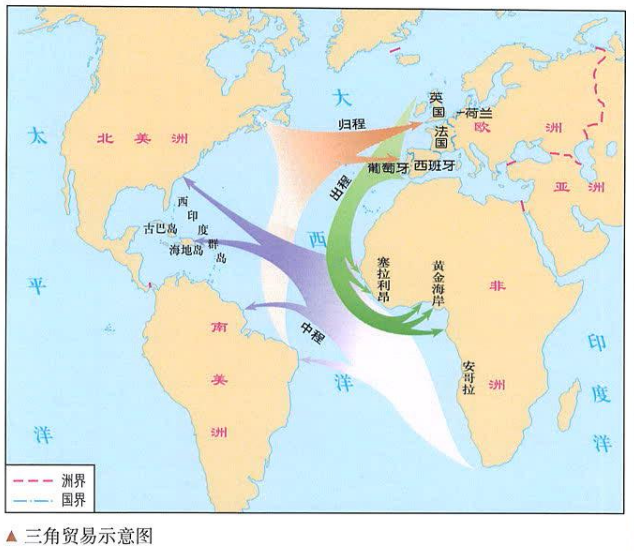 大
英国
荷兰
欧洲
法国
归程
太平洋
北美洲
葡萄牙
西班牙
亚洲
出程
西
西印度群岛
古巴岛
海地岛
塞拉利昂
黄金海岸
非洲
南美洲
中程
安哥拉
印度洋
洋
洲界
国界
▲ 三角贸易示意图